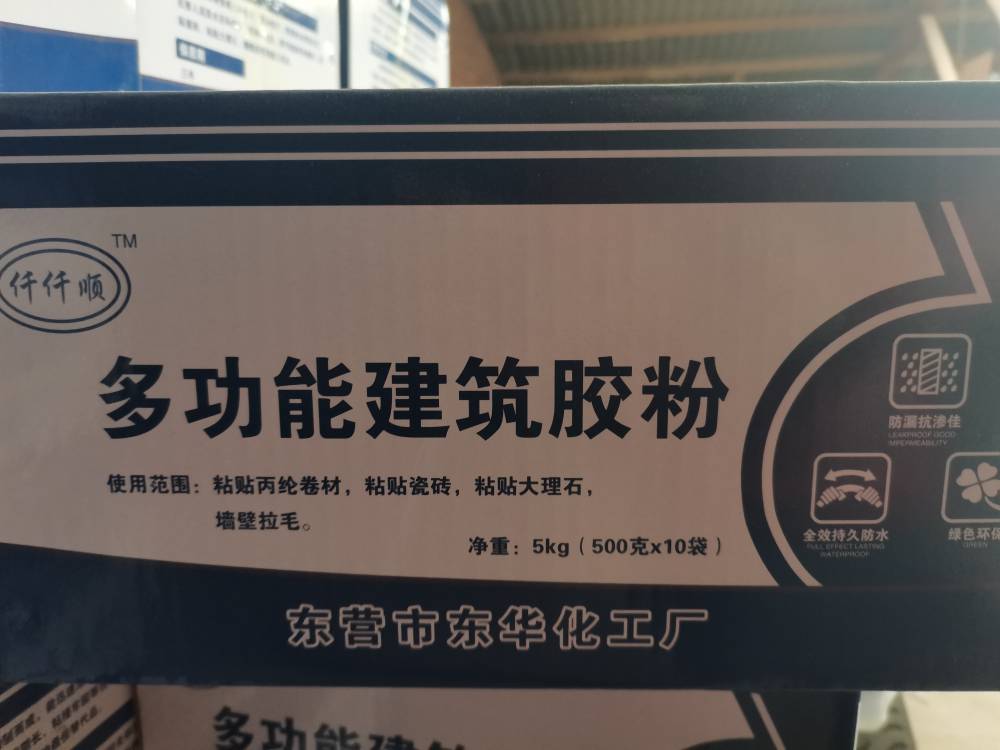 TM
仟仟顺
多功能建筑胶粉
使用范围：粘贴丙纶卷材，粘贴瓷砖，粘贴大理石，
墙壁拉毛。
净重：5kg（500克x10袋）
防漏抗渗佳
LEAKPROOF GOOD
IMPERMEABILITY
全效持久防水
FULL EFFECT LASTING
WATERPROOF
绿色环保
GREEN
东营市东华化工厂
多功能建筑